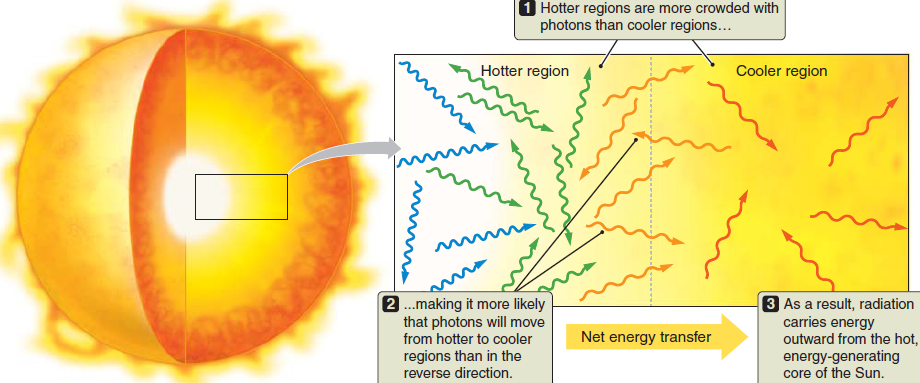 1 Hotter regions are more crowded with
photons than cooler regions…
Hotter region
Cooler region
2 …making it more likely
that photons will move
from hotter to cooler
regions than in the
reverse direction.
Net energy transfer
3 As a result, radiation
carries energy
outward from the hot,
energy-generating
core of the Sun.